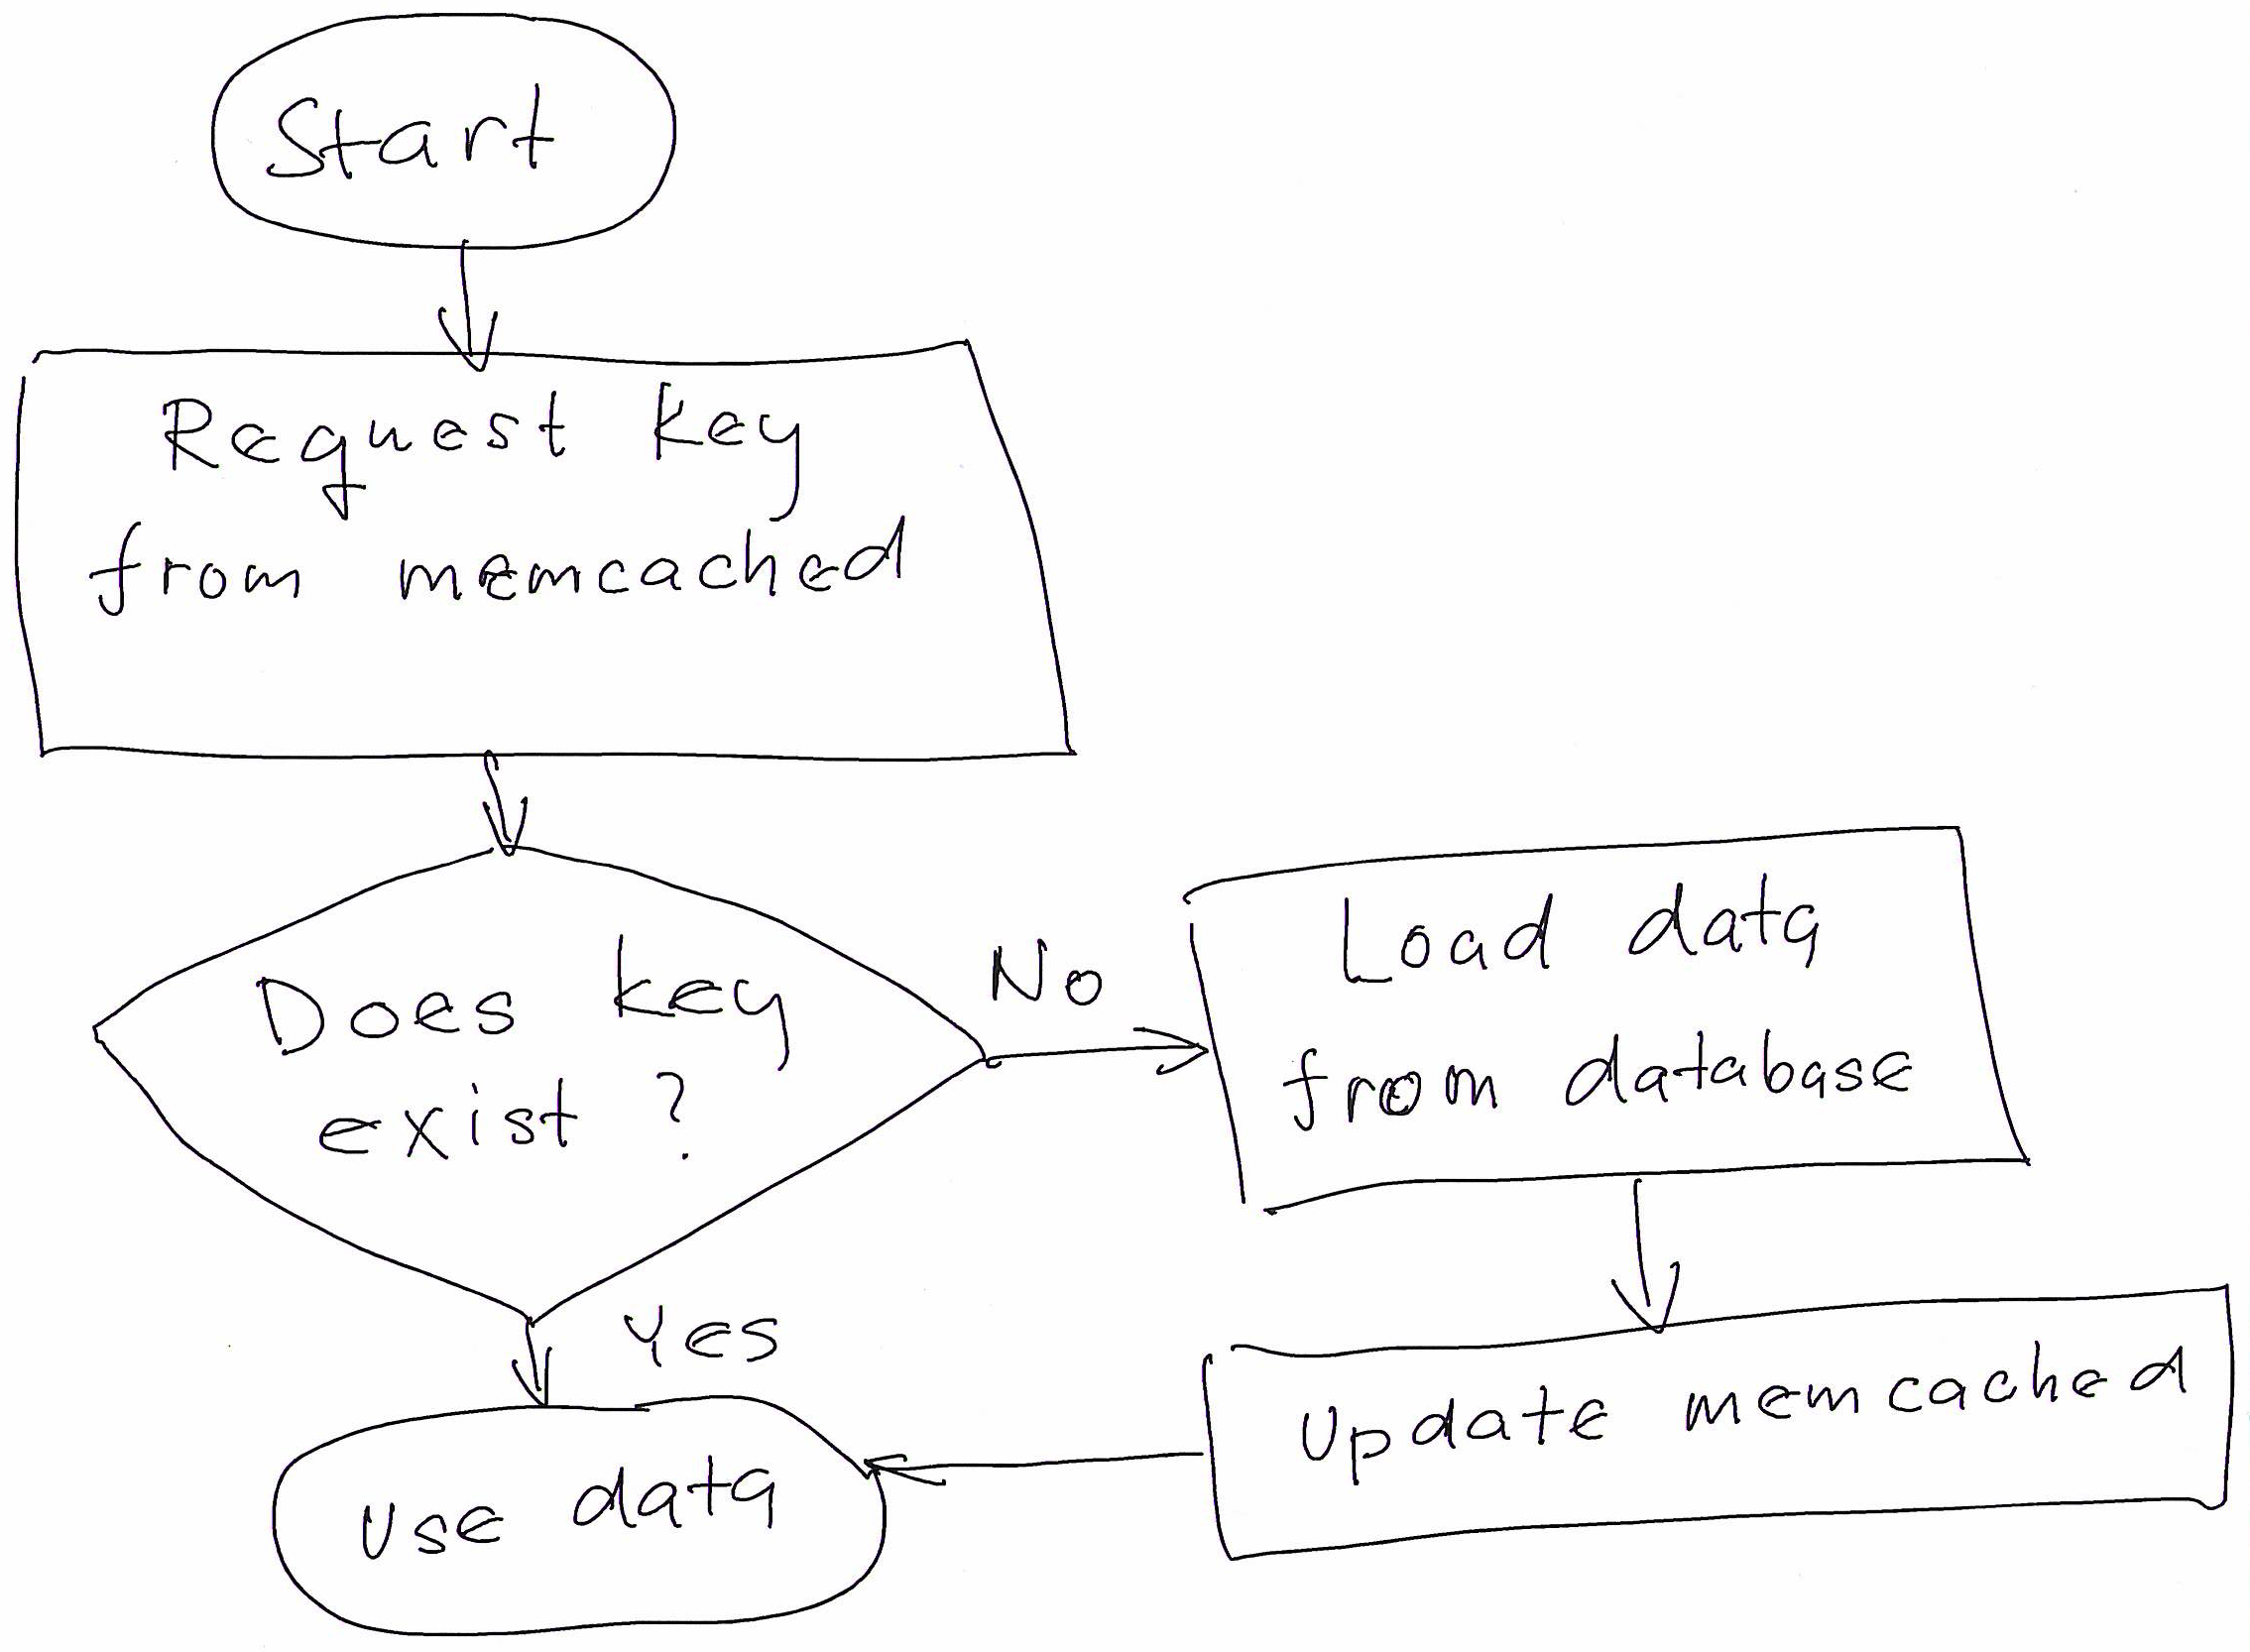 Start
Request key
from memcached
Does key
exist ?
No
Load data
from database
Yes
Update memcached
Use data